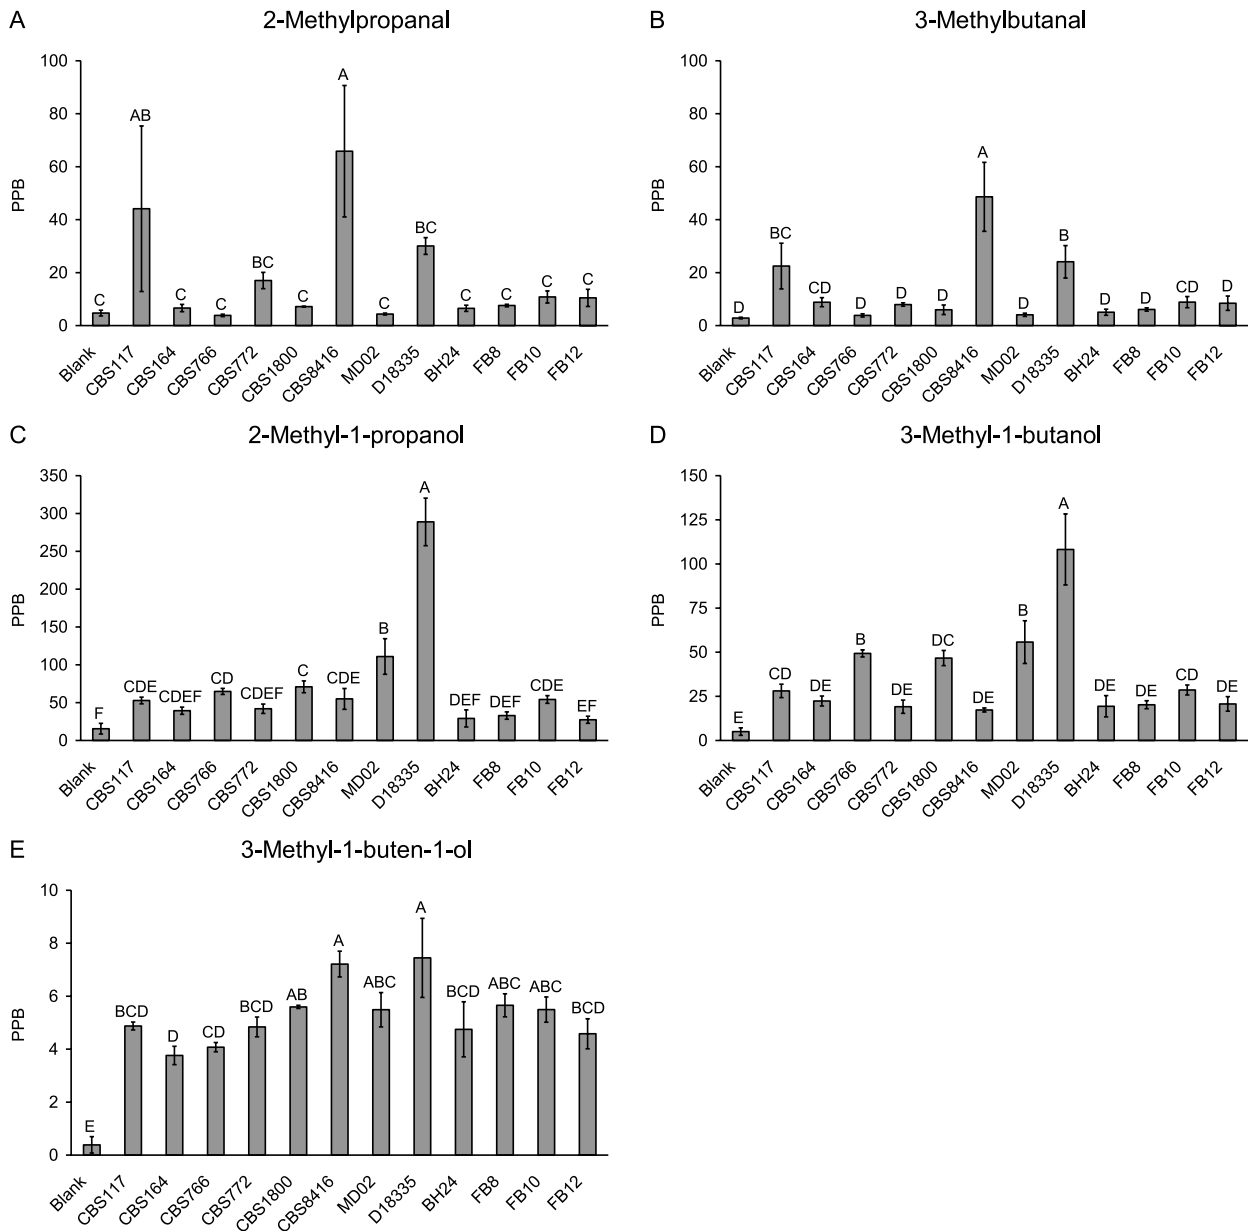 A
2-Methylpropanal
PPB
100
80
60
40
20
0
C
AB
C
C
BC
C
A
C
BC
C
C
C
C
Blank
CBS117
CBS164
CBS766
CBS772
CBS1800
CBS8416
MD02
D18335
BH24
FB8
FB10
FB12
B
3-Methylbutanal
PPB
100
80
60
40
20
0
D
BC
CD
D
D
D
A
D
B
D
D
CD
D
Blank
CBS117
CBS164
CBS766
CBS772
CBS1800
CBS8416
MD02
D18335
BH24
FB8
FB10
FB12
C
2-Methyl-1-propanol
PPB
350
300
250
200
150
100
50
0
F
CDE
CDEF
CD
CDEF
C
CDE
B
A
DEF
DEF
CDE
EF
Blank
CBS117
CBS164
CBS766
CBS772
CBS1800
CBS8416
MD02
D18335
BH24
FB8
FB10
FB12
D
3-Methyl-1-butanol
PPB
150
125
100
75
50
25
0
E
CD
DE
B
DE
DC
DE
B
A
DE
DE
CD
DE
Blank
CBS117
CBS164
CBS766
CBS772
CBS1800
CBS8416
MD02
D18335
BH24
FB8
FB10
FB12
E
3-Methyl-1-buten-1-ol
PPB
10
8
6
4
2
0
E
BCD
D
CD
BCD
AB
A
ABC
A
BCD
ABC
ABC
BCD
Blank
CBS117
CBS164
CBS766
CBS772
CBS1800
CBS8416
MD02
D18335
BH24
FB8
FB10
FB12